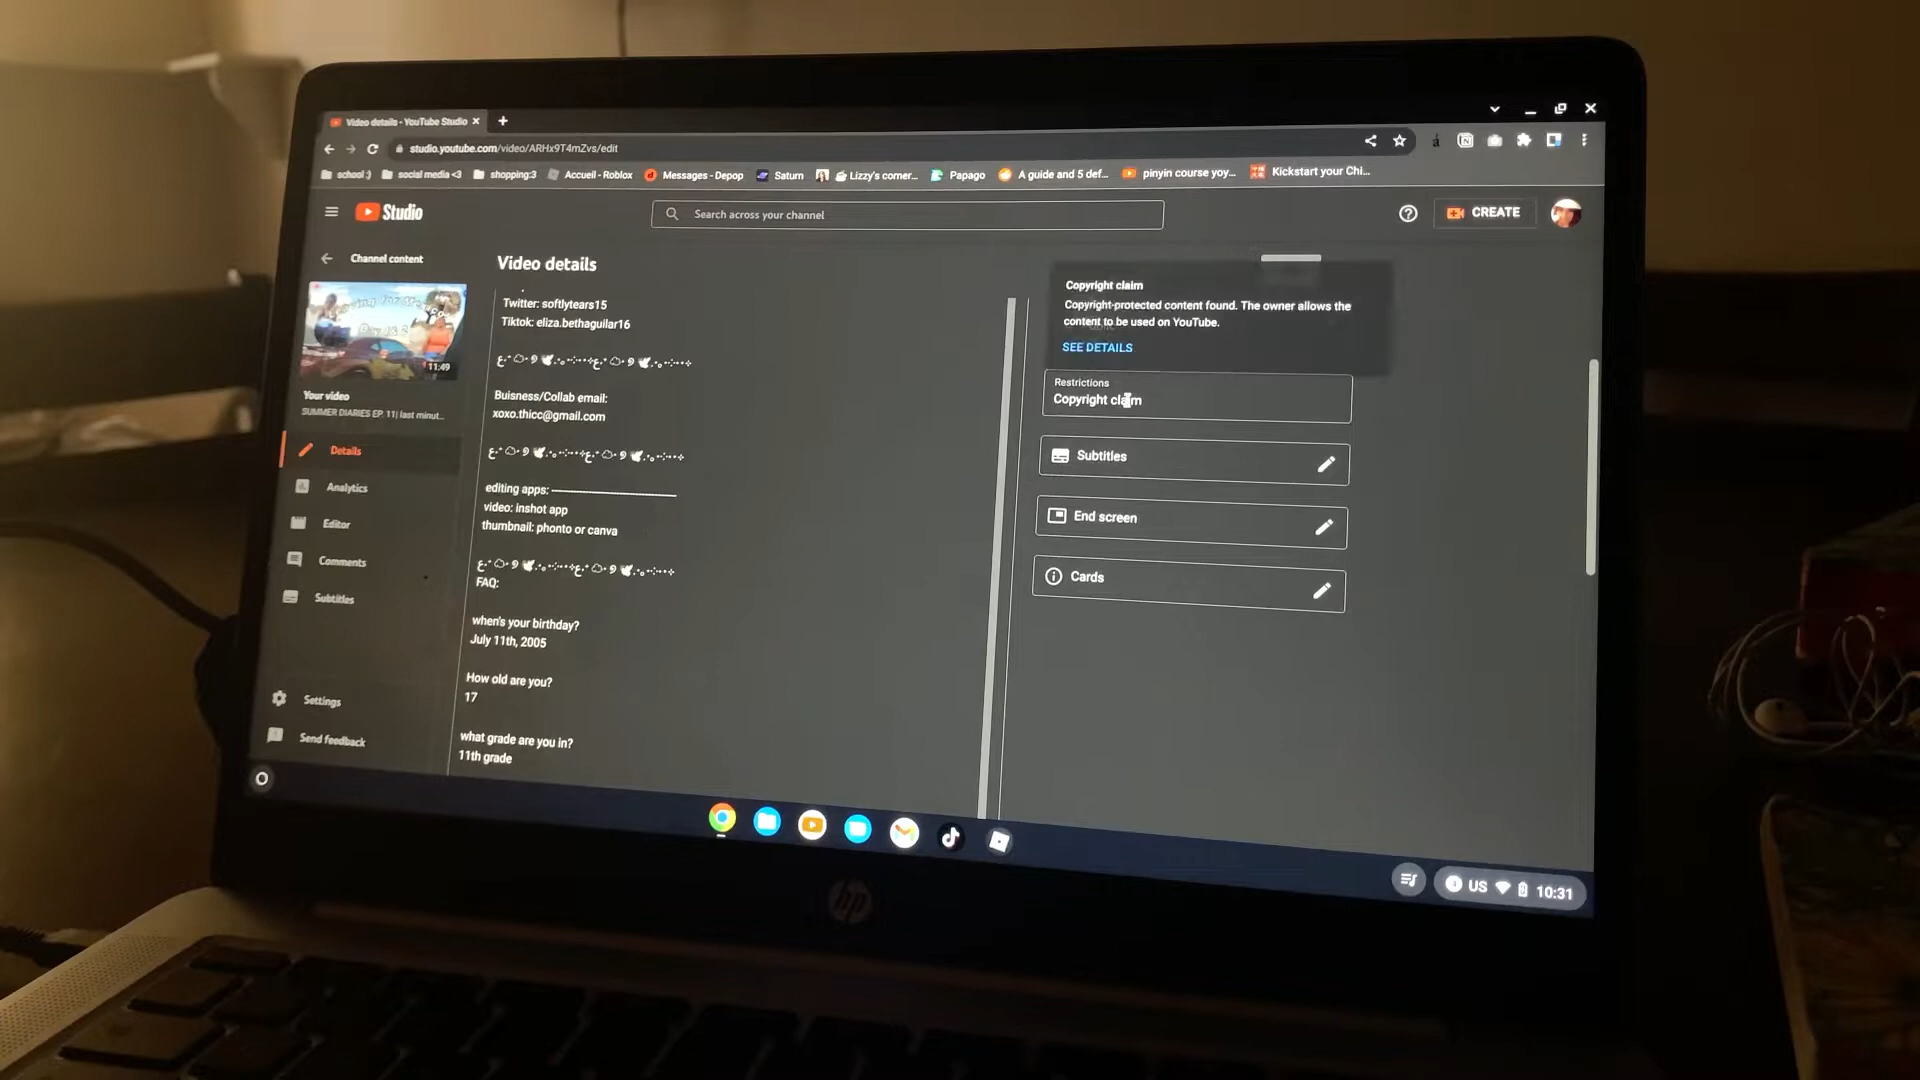 Video details - YouTube Studio
studio.youtube.com/video/ARHx9T4mZvs/edit
school :)
social media <3
shopping:3
Accueil - Roblox
Messages - Depop
Saturn
Lizzy's corner...
Papago
A guide and 5 def...
pinyin course yoy...
Kickstart your Chi...
Studio
Search across your channel
CREATE
Channel content
Video details
11:49
Your video
SUMMER DIARIES EP. 11| last minut...
Details
Analytics
Editor
Comments
Subtitles
Settings
Send feedback
Twitter: softlytears15
Tiktok: eliza.bethaguilar16
Buisness/Collab email:
xoxo.thicc@gmail.com
editing apps:
video: inshot app
thumbnail: phonto or canva
FAQ:
when's your birthday?
July 11th, 2005
How old are you?
17
what grade are you in?
11th grade
Copyright claim
Copyright-protected content found. The owner allows the
content to be used on YouTube.
SEE DETAILS
Restrictions
Copyright claim
Subtitles
End screen
Cards
US
10:31
hp